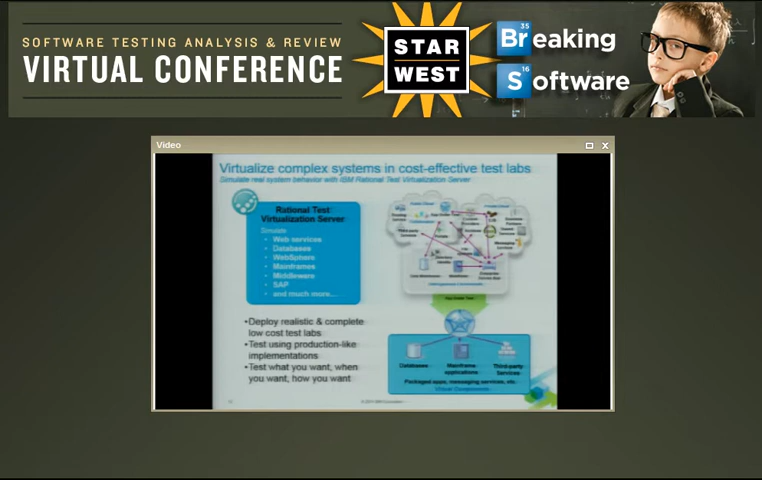 SOFTWARE TESTING ANALYSIS & REVIEW
VIRTUAL CONFERENCE
STAR
WEST
35
Breaking
16
Software
Video
Virtualize complex systems in cost-effective test labs
Simulate real system behavior with IBM Rational Test Virtualization Server
Rational Test
Virtualization Server
Simulate
• Web services
• Databases
• WebSphere
• Mainframes
• Middleware
• SAP
• and much more....
•Deploy realistic & complete
low cost test labs
•Test using production-like
implementations
•Test what you want, when
you want, how you want
Databases
Mainframe
applications
Third-party
Services
Packaged apps, messaging services, etc.
Virtual Components